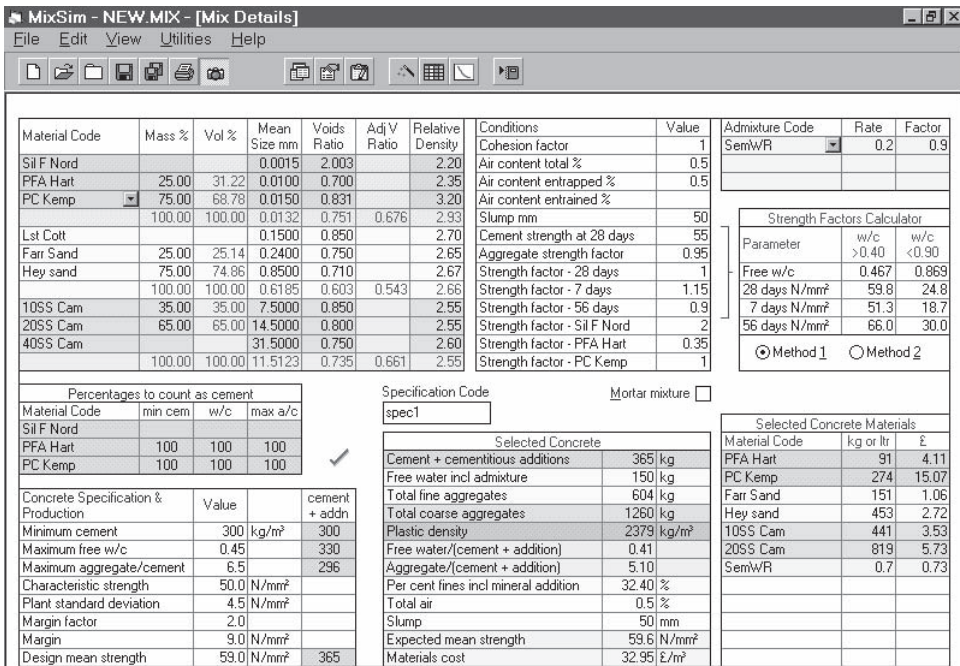 MixSim - NEW.MIX - [Mix Details]
File Edit View Utilities Help
Material Code Mass % Vol % Mean Size mm Voids Ratio Adj V Ratio Relative Density
Sil F Nord 0.0015 2.003 2.20
PFA Hart 25.00 31.22 0.0100 0.700 2.35
PC Kemp 75.00 68.78 0.0150 0.831 3.20
100.00 100.00 0.0132 0.751 0.676 2.93
Lst Cott 0.1500 0.850 2.70
Farr Sand 25.00 25.14 0.2400 0.750 2.65
Hey sand 75.00 74.86 0.8500 0.710 2.67
100.00 100.00 0.6185 0.603 0.543 2.66
10SS Cam 35.00 35.00 7.5000 0.850 2.55
20SS Cam 65.00 65.00 14.5000 0.800 2.55
40SS Cam 31.5000 0.750 2.60
100.00 100.00 11.5123 0.735 0.661 2.55
Conditions Value
Cohesion factor 1
Air content total % 0.5
Air content entrapped % 0.5
Air content entrained %
Slump mm 50
Cement strength at 28 days 55
Aggregate strength factor 0.95
Strength factor - 28 days 1
Strength factor - 7 days 1.15
Strength factor - 56 days 0.9
Strength factor - Sil F Nord 2
Strength factor - PFA Hart 0.35
Strength factor - PC Kemp 1
Admixture Code Rate Factor
SemWR 0.2 0.9
Strength Factors Calculator
Parameter w/c >0.40 w/c <0.90
Free w/c 0.467 0.869
28 days N/mm² 59.8 24.8
7 days N/mm² 51.3 18.7
56 days N/mm² 66.0 30.0
Method 1 Method 2
Percentages to count as cement
Material Code min cem w/c max a/c
Sil F Nord
PFA Hart 100 100 100
PC Kemp 100 100 100
Specification Code
spec1
Mortar mixture
Concrete Specification & Production Value cement + addn
Minimum cement 300 kg/m³ 300
Maximum free w/c 0.45 330
Maximum aggregate/cement 6.5 296
Characteristic strength 50.0 N/mm²
Plant standard deviation 4.5 N/mm²
Margin factor 2.0
Margin 9.0 N/mm²
Design mean strength 59.0 N/mm² 365
Selected Concrete
Cement + cementitious additions 365 kg
Free water incl admixture 150 kg
Total fine aggregates 604 kg
Total coarse aggregates 1260 kg
Plastic density 2379 kg/m³
Free water/(cement + addition) 0.41
Aggregate/(cement + addition) 5.10
Per cent fines incl mineral addition 32.40 %
Total air 0.5 %
Slump 50 mm
Expected mean strength 59.6 N/mm²
Materials cost 32.95 £/m³
Selected Concrete Materials
Material Code kg or ltr £
PFA Hart 91 4.11
PC Kemp 274 15.07
Farr Sand 151 1.06
Hey sand 453 2.72
10SS Cam 441 3.53
20SS Cam 819 5.73
SemWR 0.7 0.73